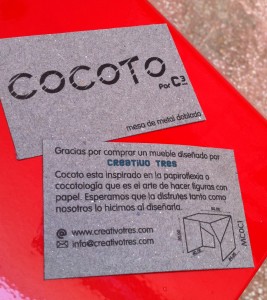 COCOTO
Por C3
mesa de metal doblado
Gracias por comprar un mueble diseñado por
CREATIVO TRES
Cocoto esta inspirado en la papiroflexia o
cocotología que es el arte de hacer figuras con
papel. Esperamos que la disfrutes tanto como
nosotros lo hicimos al diseñarla.
@ www.creativotres.com
info@creativotres.com